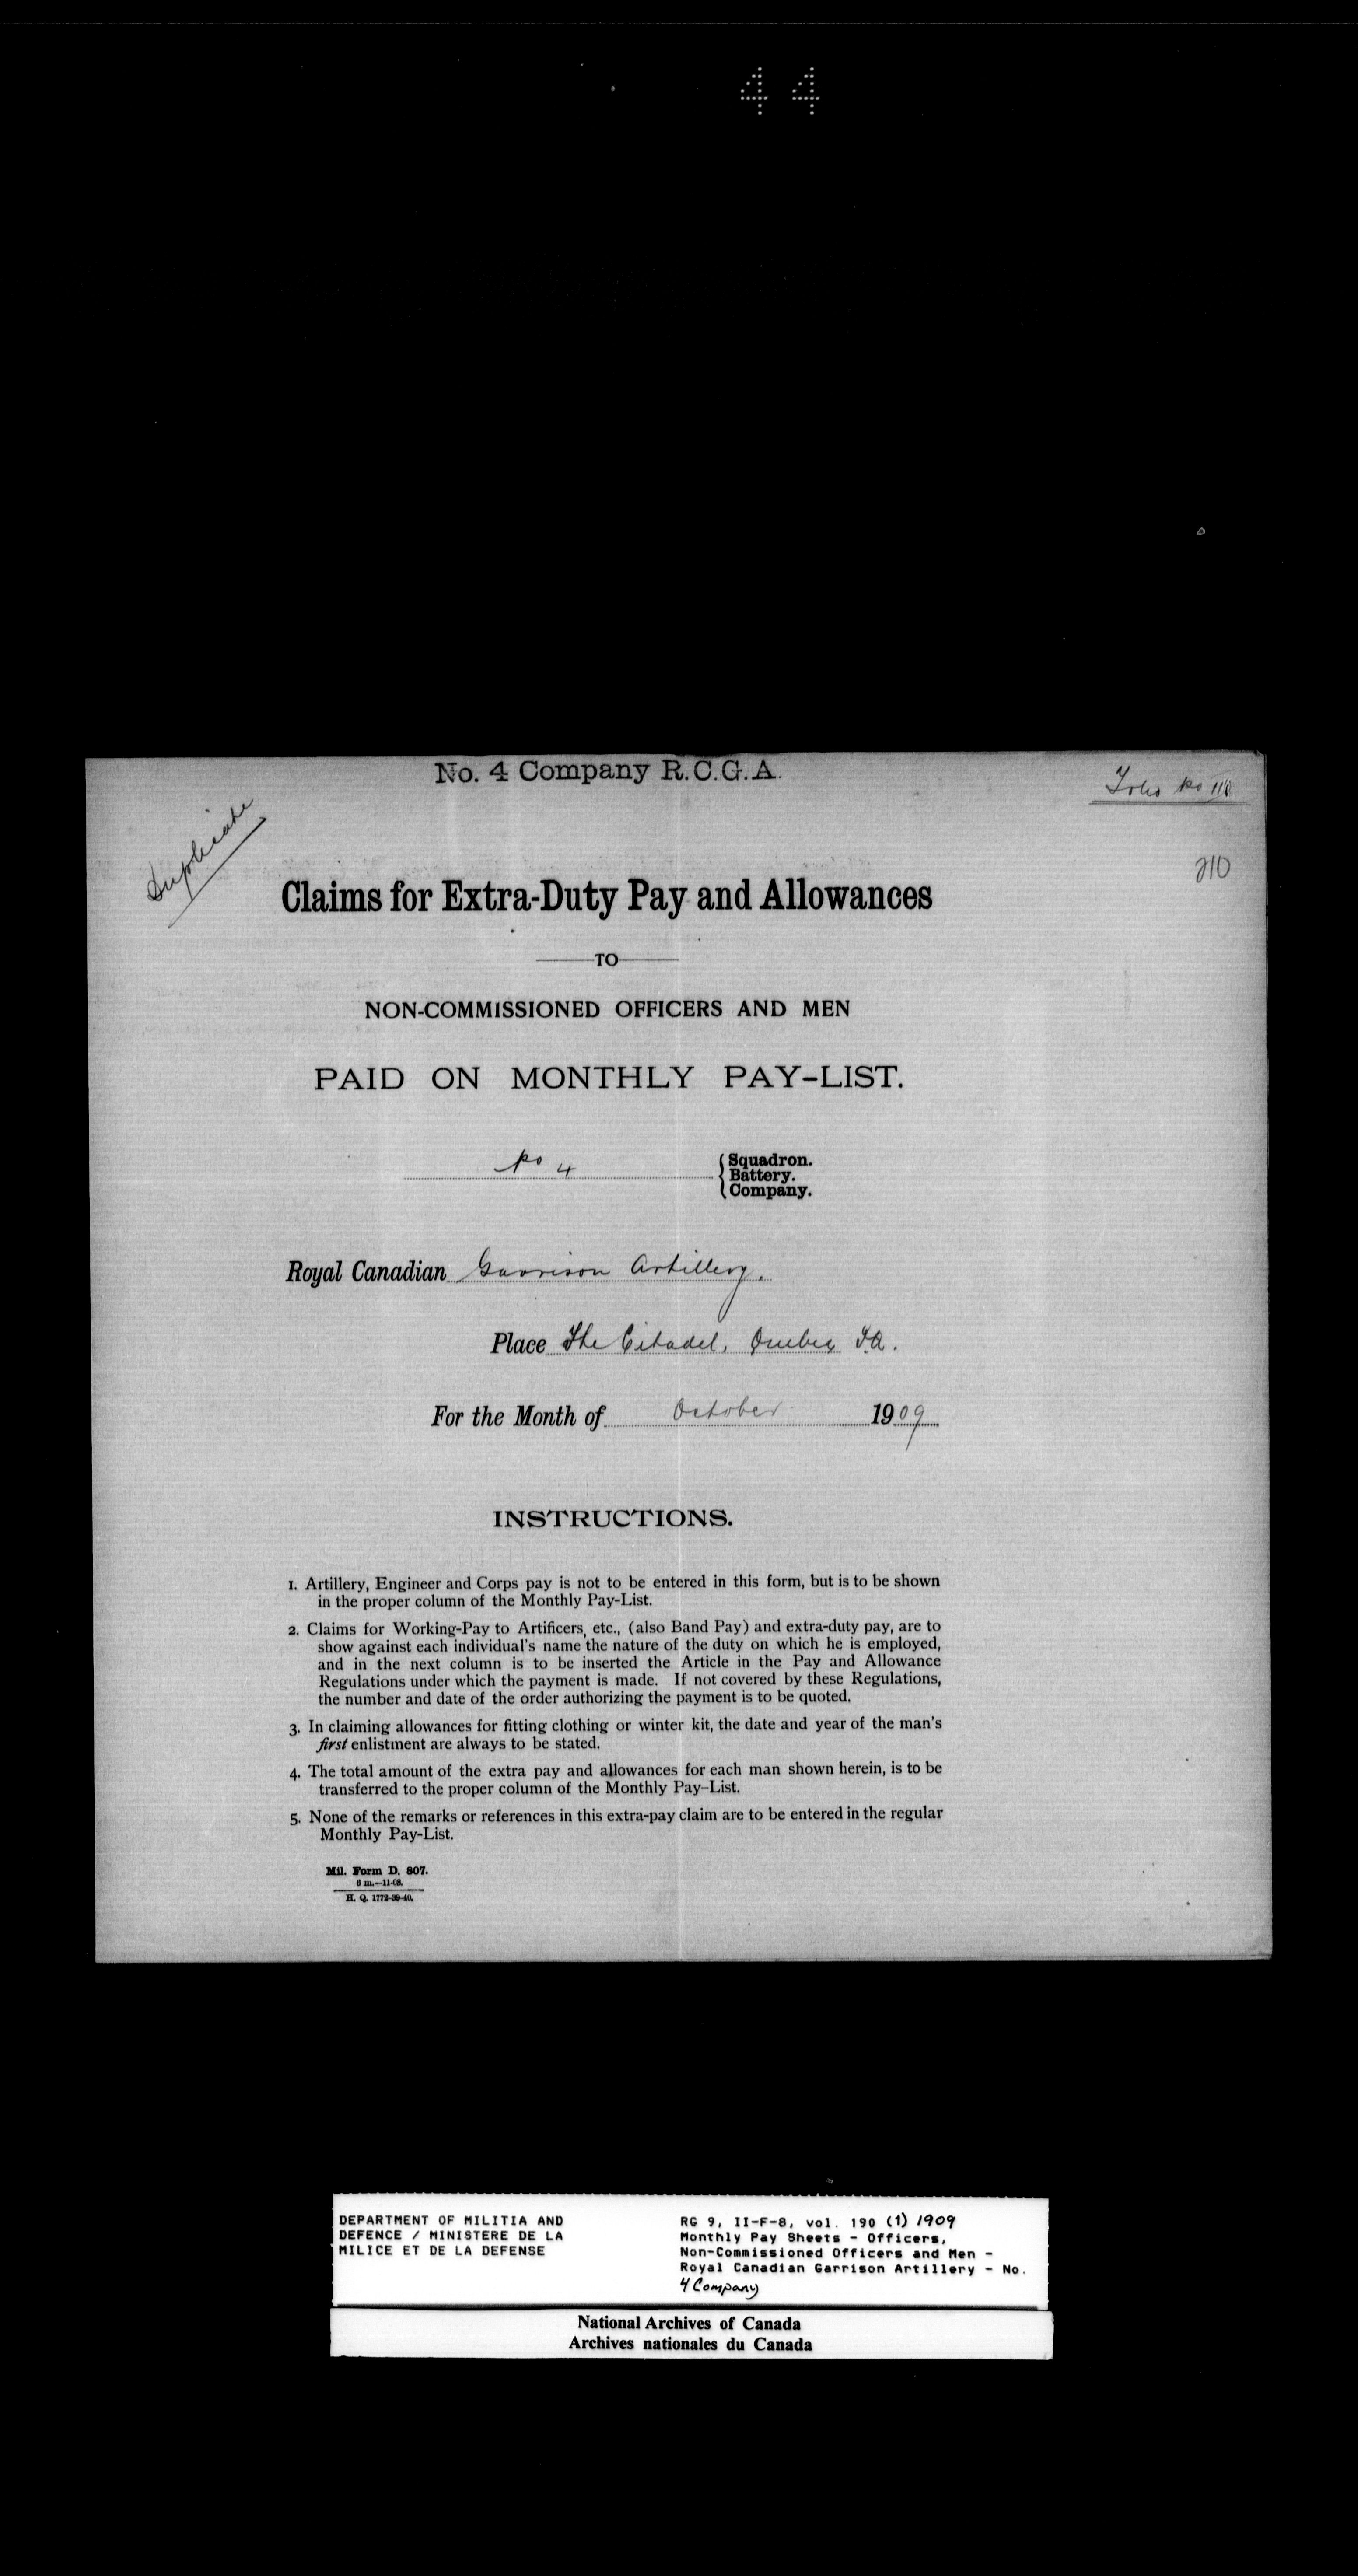 44
No. 4 Company R.C.G.A.
Folio No
Duplicate
210
Claims for Extra-Duty Pay and Allowances
TO
NON-COMMISSIONED OFFICERS AND MEN
PAID ON MONTHLY PAY-LIST.
No 4
Squadron.
Battery.
Company.
Royal Canadian Garrison Artillery.
Place The Citadel, Quebec
For the Month of October 1909
INSTRUCTIONS.
1. Artillery, Engineer and Corps pay is not to be entered in this form, but is to be shown
in the proper column of the Monthly Pay-List.
2. Claims for Working-Pay to Artificers, etc., (also Band Pay) and extra-duty pay, are to
show against each individual's name the nature of the duty on which he is employed,
and in the next column is to be inserted the Article in the Pay and Allowance
Regulations under which the payment is made. If not covered by these Regulations,
the number and date of the order authorizing the payment is to be quoted.
3. In claiming allowances for fitting clothing or winter kit, the date and year of the man's
first enlistment are always to be stated.
4. The total amount of the extra pay and allowances for each man shown herein, is to be
transferred to the proper column of the Monthly Pay-List.
5. None of the remarks or references in this extra-pay claim are to be entered in the regular
Monthly Pay-List.
Mil. Form D. 807.
6 m.—11-08.
H. Q. 1772-39-40.
DEPARTMENT OF MILITIA AND
DEFENCE / MINISTERE DE LA
MILICE ET DE LA DEFENSE
RG 9, II-F-8, vol. 190 (1) 1909
Monthly Pay Sheets - Officers,
Non-Commissioned Officers and Men -
Royal Canadian Garrison Artillery - No.
4 Company
National Archives of Canada
Archives nationales du Canada